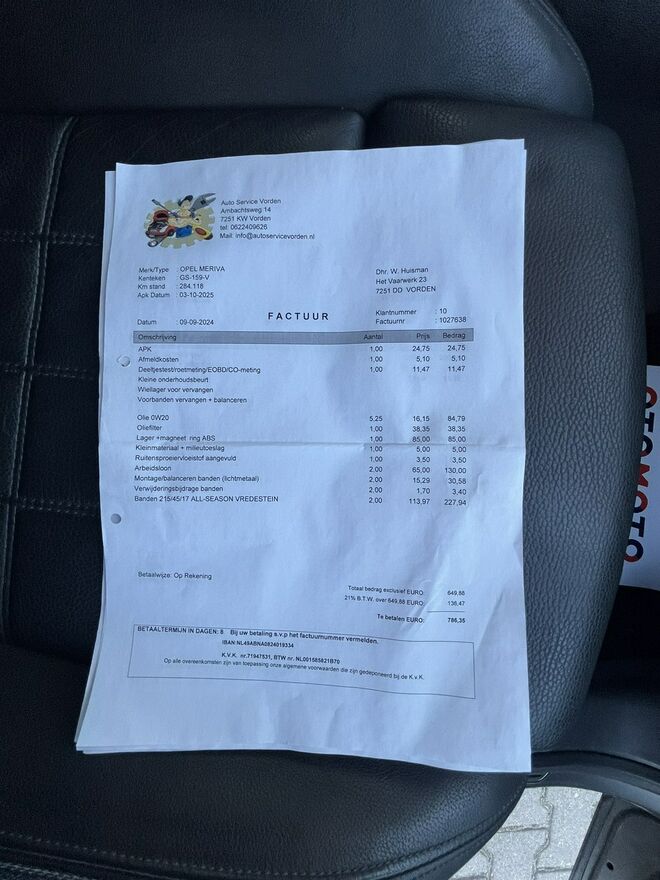 Auto Service Vorden
Ambachtsweg 14
7251 KW Vorden
tel: 0622409626
Mail: info@autoservicevorden.nl
Merk/Type : OPEL MERIVA
Kenteken : GS-159-V
Km stand : 284.118
Apk Datum : 03-10-2025
Dhr. W. Huisman
Het Vaarwerk 23
7251 DD VORDEN
Klantnummer : 10
Datum : 09-09-2024 FACTUUR Factuurnr : 1027638
Omschrijving Aantal Prijs Bedrag
APK 1,00 24,75 24,75
Afmeldkosten 1,00 5,10 5,10
Deeltjestest/roetmeting/EOBD/CO-meting 1,00 11,47 11,47
Kleine onderhoudsbeurt
Wiellager voor vervangen
Voorbanden vervangen + balanceren
Olie 0W20 5,25 16,15 84,79
Oliefilter 1,00 38,35 38,35
Lager +magneet ring ABS 1,00 85,00 85,00
Kleinmateriaal + milieutoeslag 1,00 5,00 5,00
Ruitensproeiervloeistof aangevuld 1,00 3,50 3,50
Arbeidsloon 2,00 65,00 130,00
Montage/balanceren banden (lichtmetaal) 2,00 15,29 30,58
Verwijderingsbijdrage banden 2,00 1,70 3,40
Banden 215/45/17 ALL-SEASON VREDESTEIN 2,00 113,97 227,94
Betaalwijze: Op Rekening
Totaal bedrag exclusief EURO: 649,88
21% B.T.W. over 649,88 EURO: 136,47
Te betalen EURO: 786,35
BETAALTERMIJN IN DAGEN: 8 Bij uw betaling s.v.p het factuurnummer vermelden.
IBAN:NL49ABNA0824019334
K.V.K. nr.71947531, BTW nr. NL001585821B70
Op alle overeenkomsten zijn van toepassing onze algemene voorwaarden die zijn gedeponeerd bij de K.v.K.
OTOMOTO